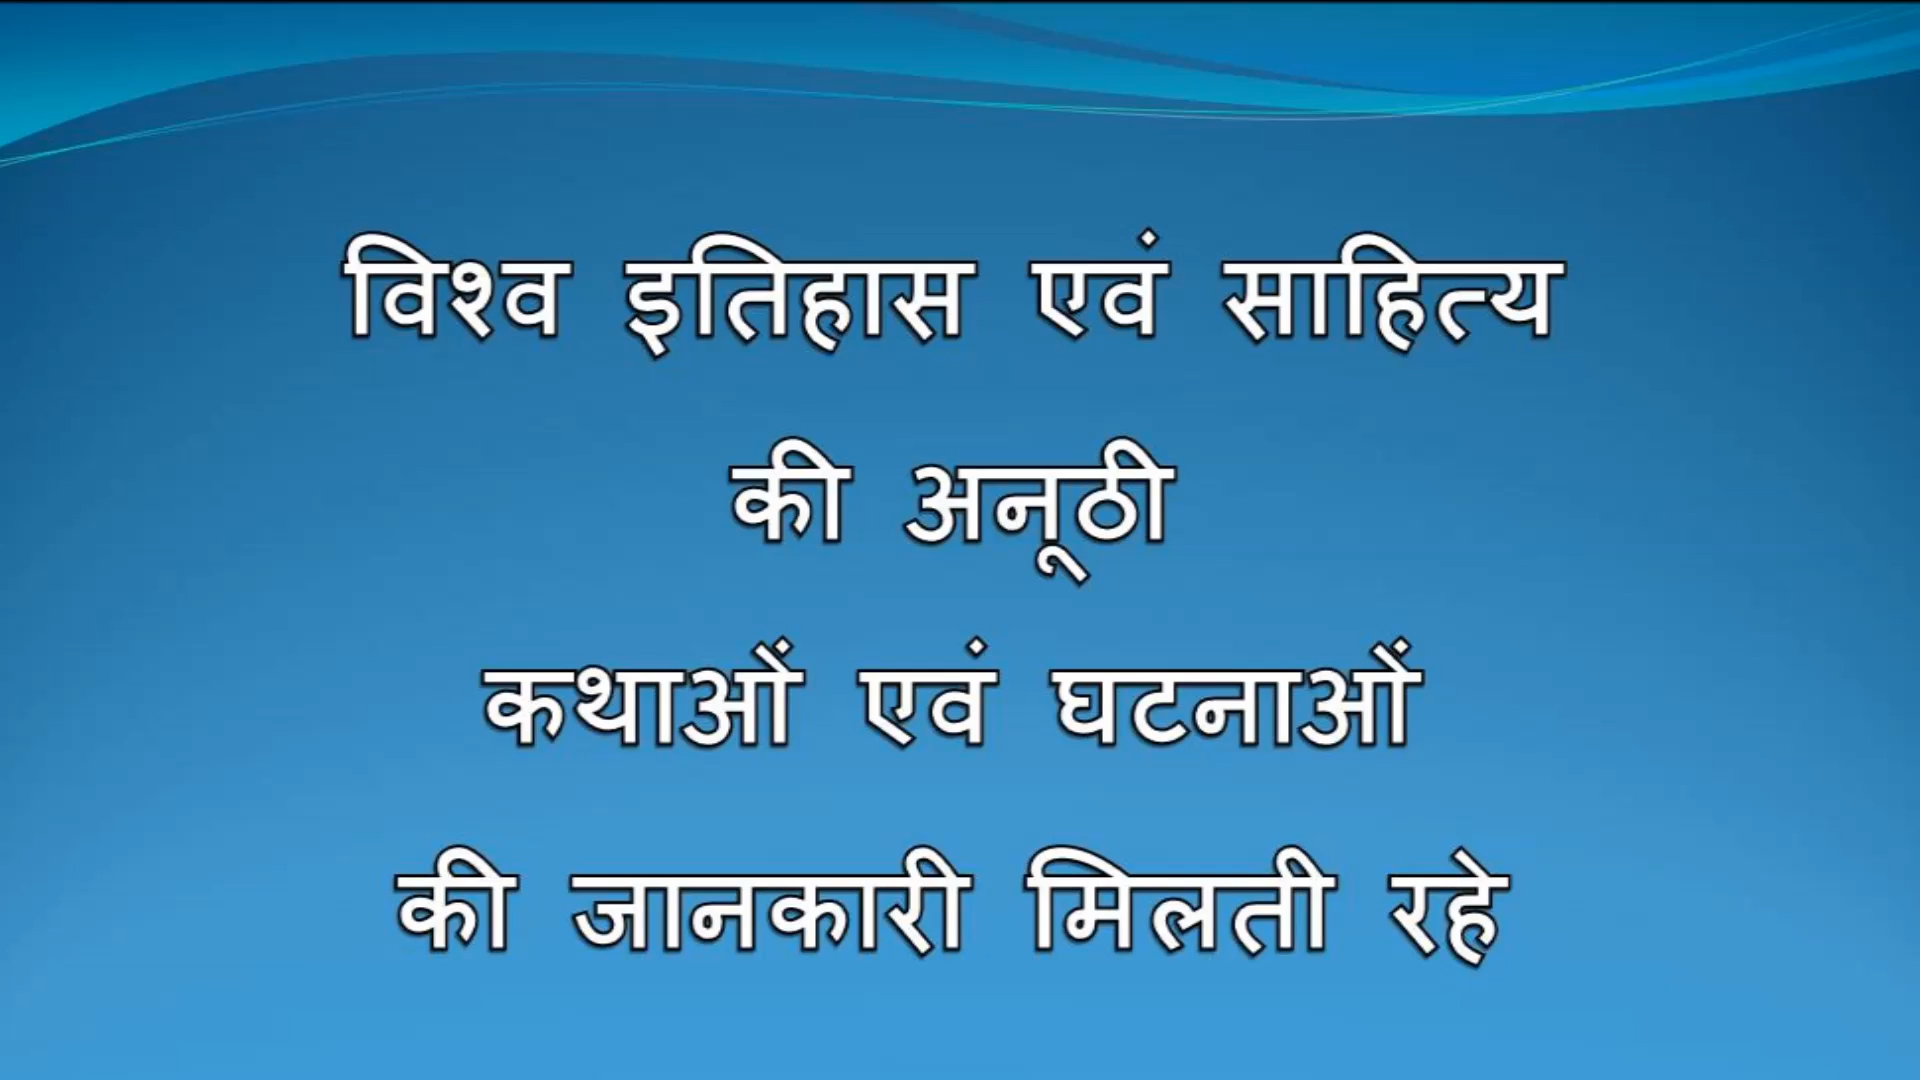 विश्व इतिहास एवं साहित्य
की अनूठी
कथाओं एवं घटनाओं
की जानकारी मिलती रहे